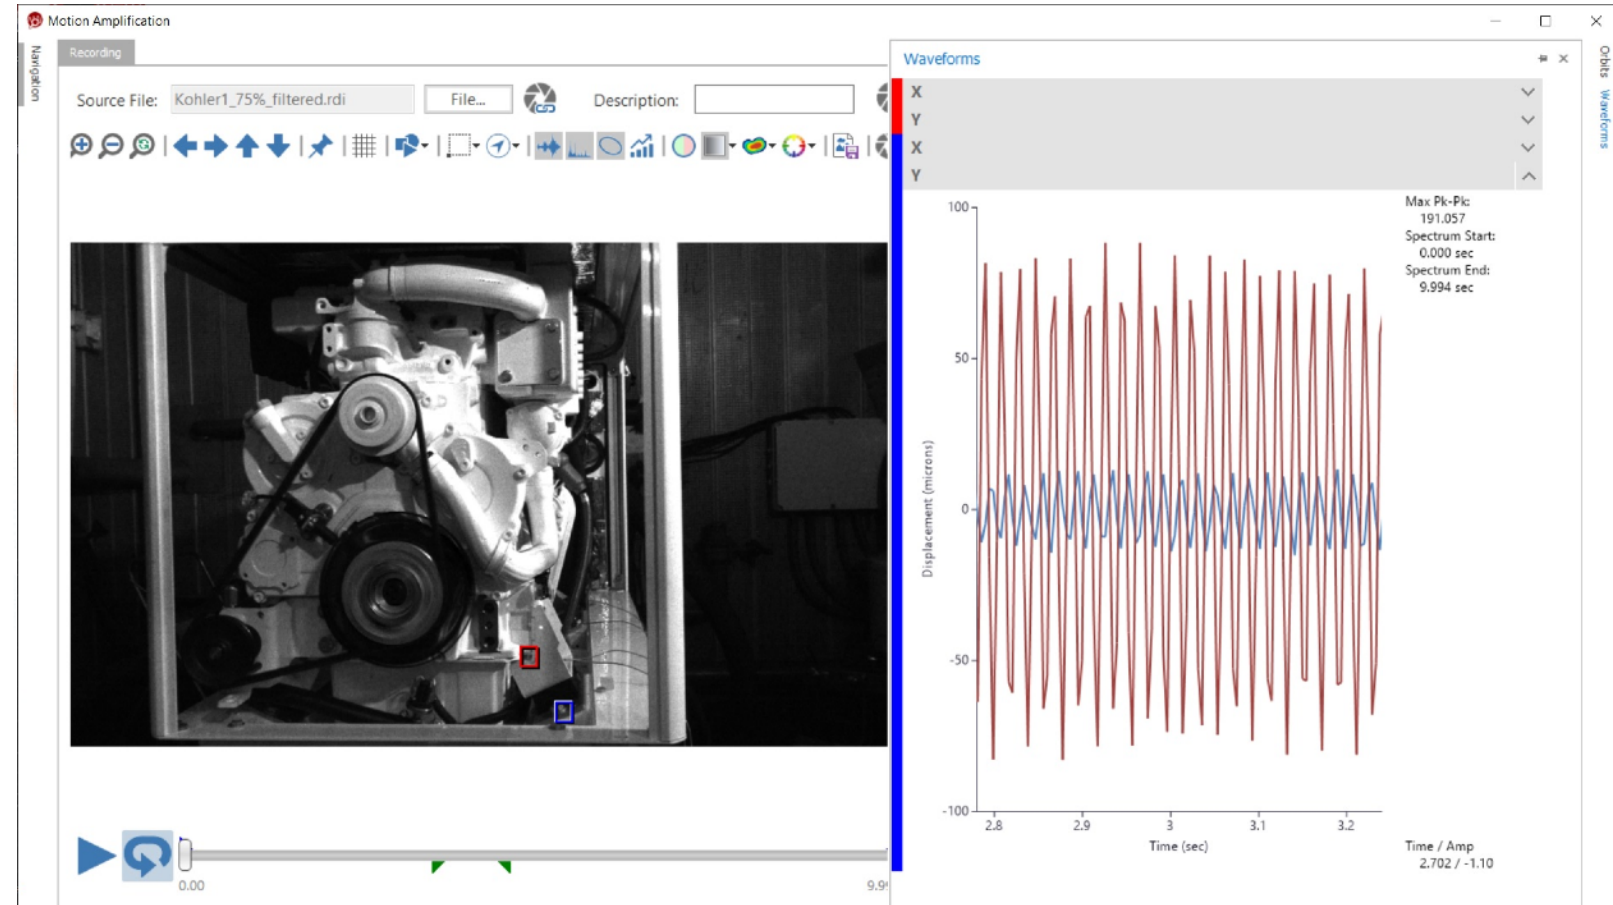 Motion Amplification
Navigation
Recording
Source File: Kohler1_75%_filtered.rdi File... Description:
0.00
9.9
Waveforms
X
Y
X
Y
Max Pk-Pk:
191.057
Spectrum Start:
0.000 sec
Spectrum End:
9.994 sec
100
50
0
-50
-100
Displacement (microns)
2.8 2.9 3 3.1 3.2
Time (sec)
Time / Amp
2.702 / -1.10
Orbits
Waveforms